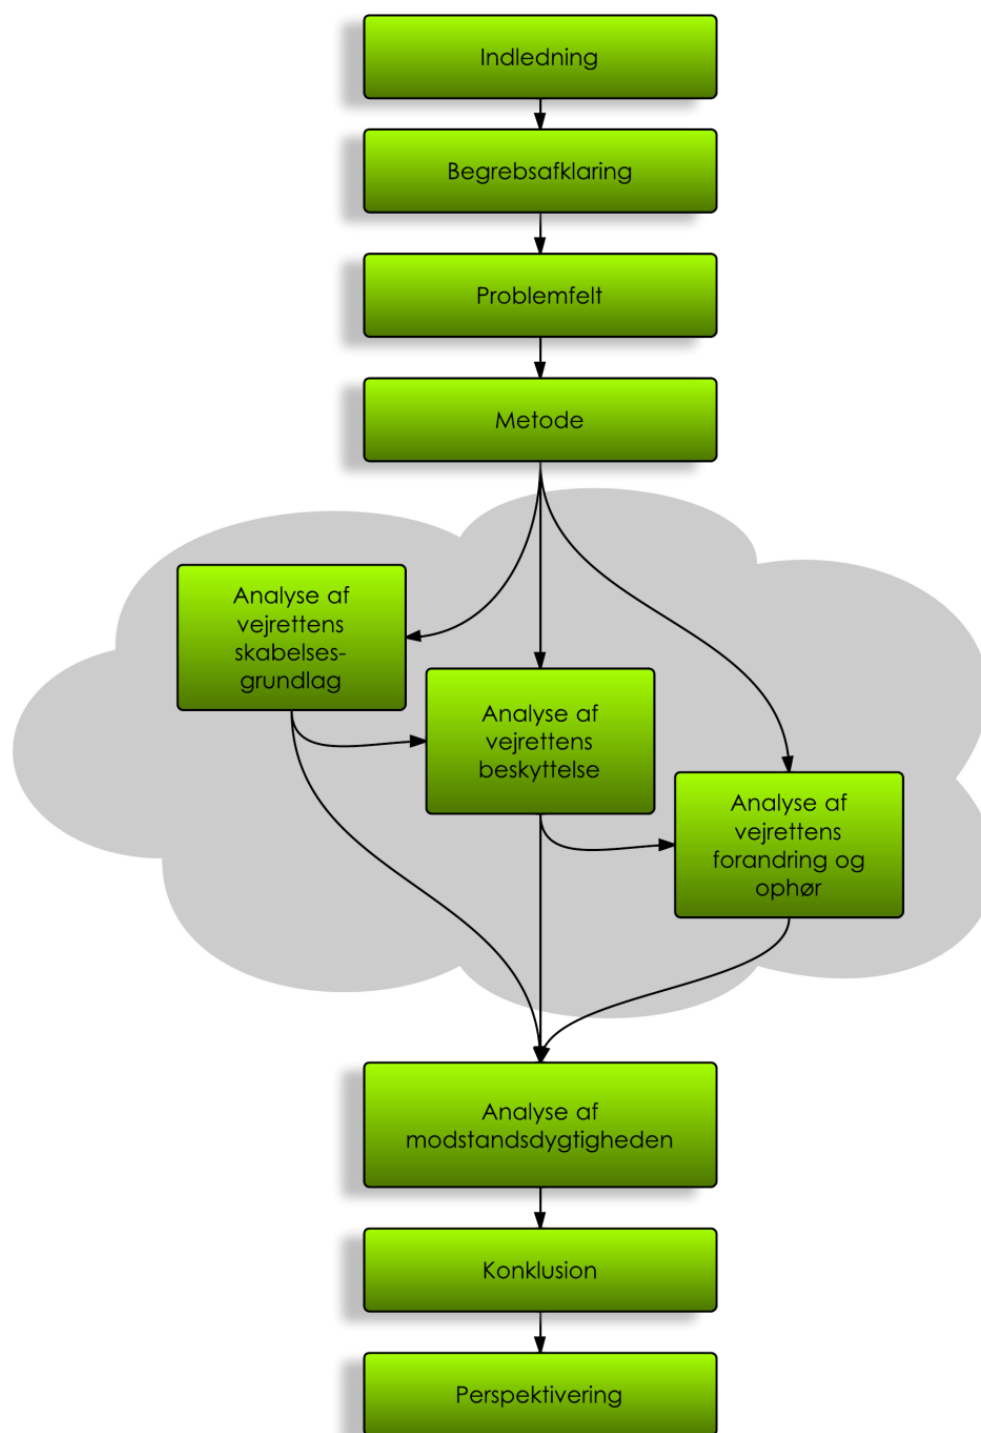 Indledning
Begrebsafklaring
Problemfelt
Metode
Analyse af
vejrettens
skabelses-
grundlag
Analyse af
vejrettens
beskyttelse
Analyse af
vejrettens
forandring og
ophør
Analyse af
modstandsdygtigheden
Konklusion
Perspektivering